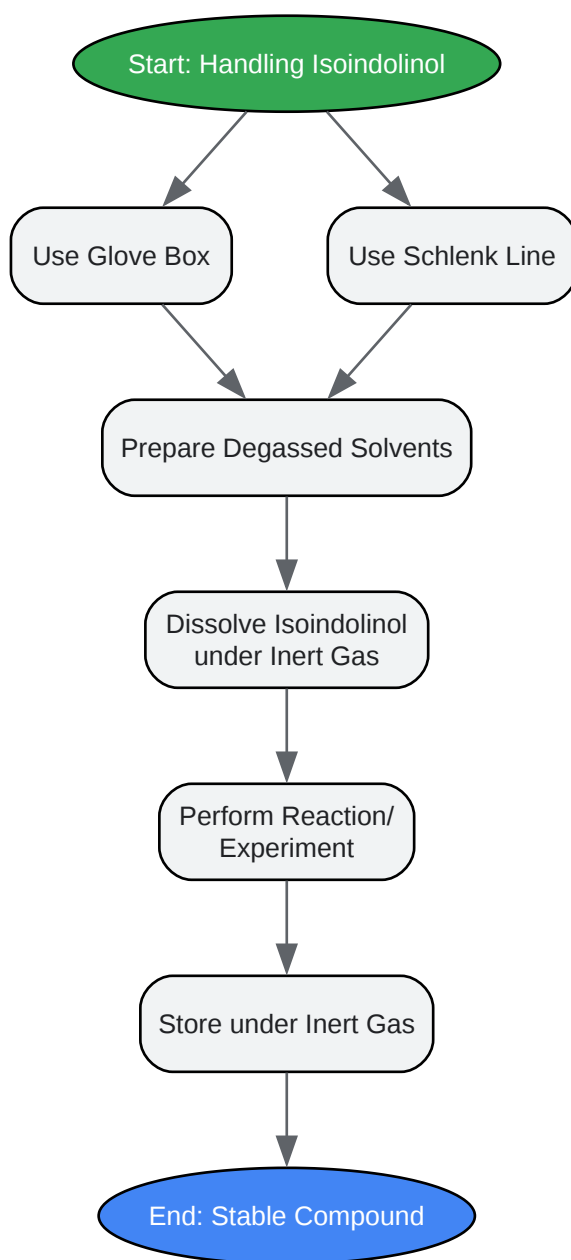 Start: Handling Isoindolinol
Use Glove Box
Use Schlenk Line
Prepare Degassed Solvents
Dissolve Isoindolinol
under Inert Gas
Perform Reaction/
Experiment
Store under Inert Gas
End: Stable Compound